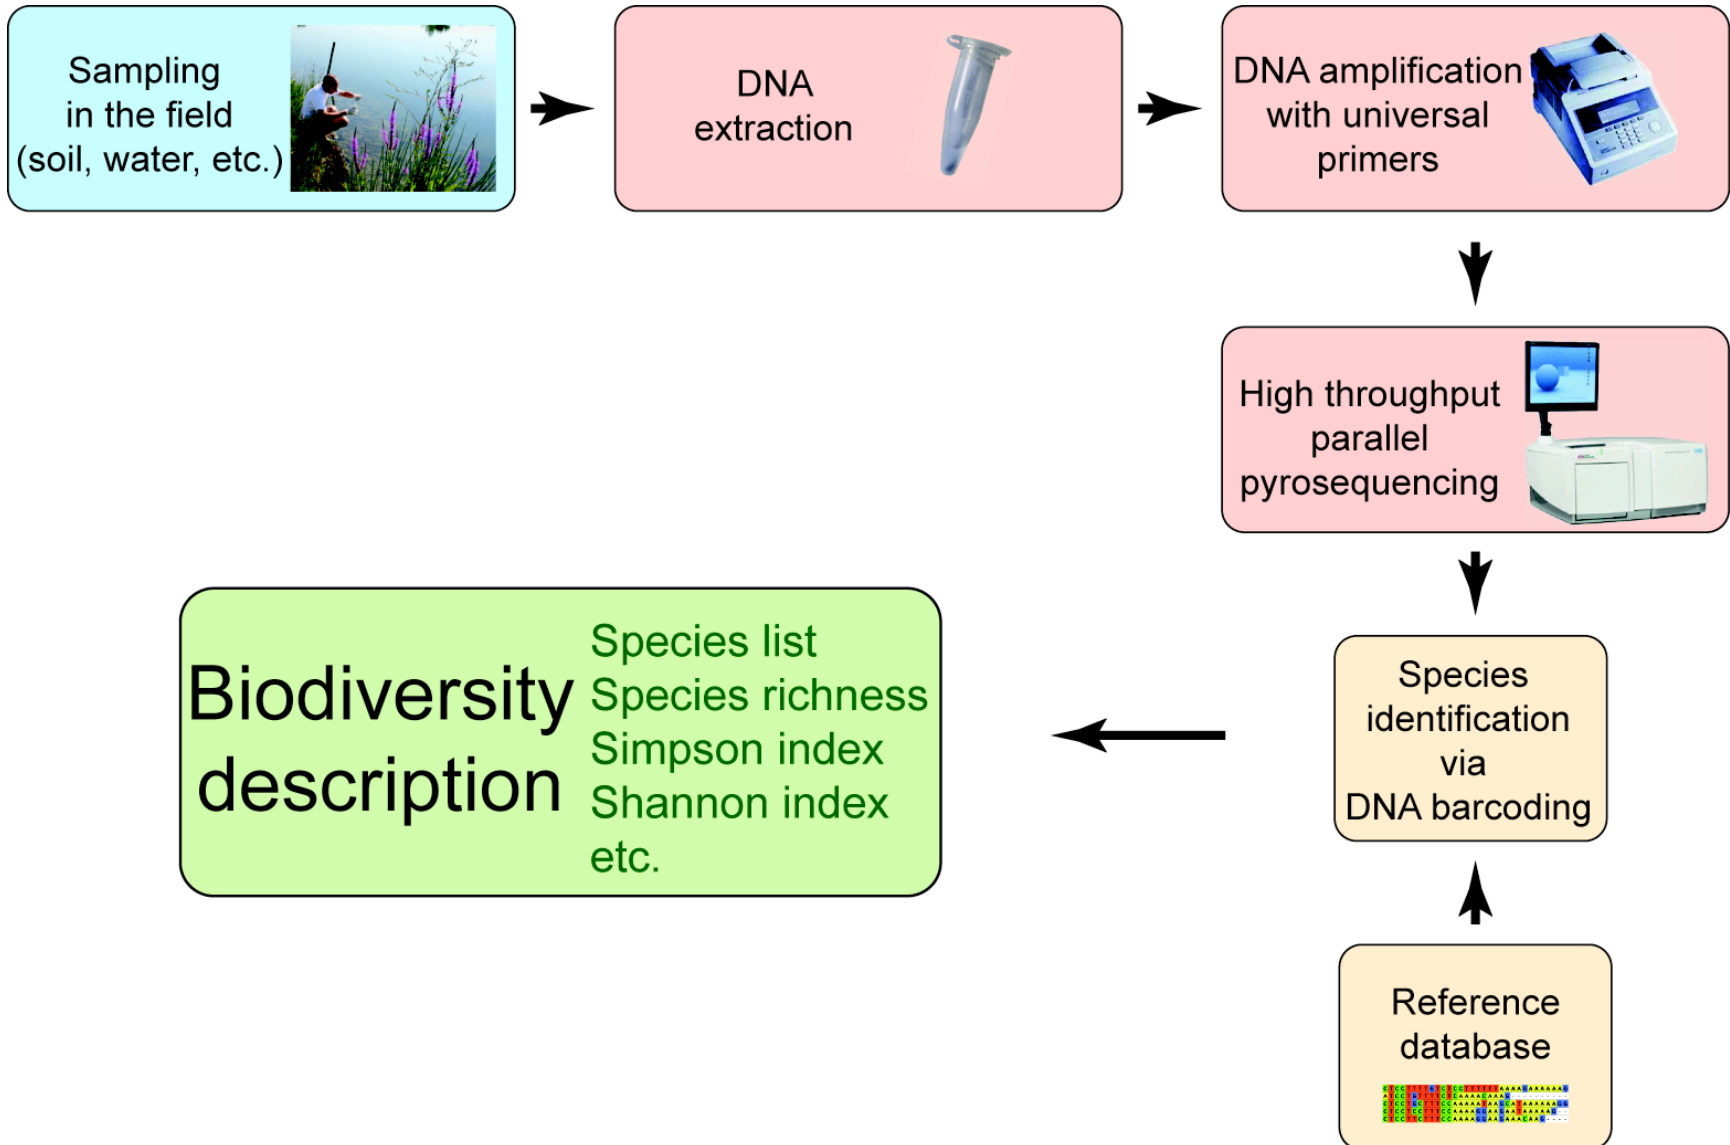 Sampling
in the field
(soil, water, etc.)
DNA
extraction
DNA amplification
with universal
primers
High throughput
parallel
pyrosequencing
Species
identification
via
DNA barcoding
Reference
database
Biodiversity
description
Species list
Species richness
Simpson index
Shannon index
etc.